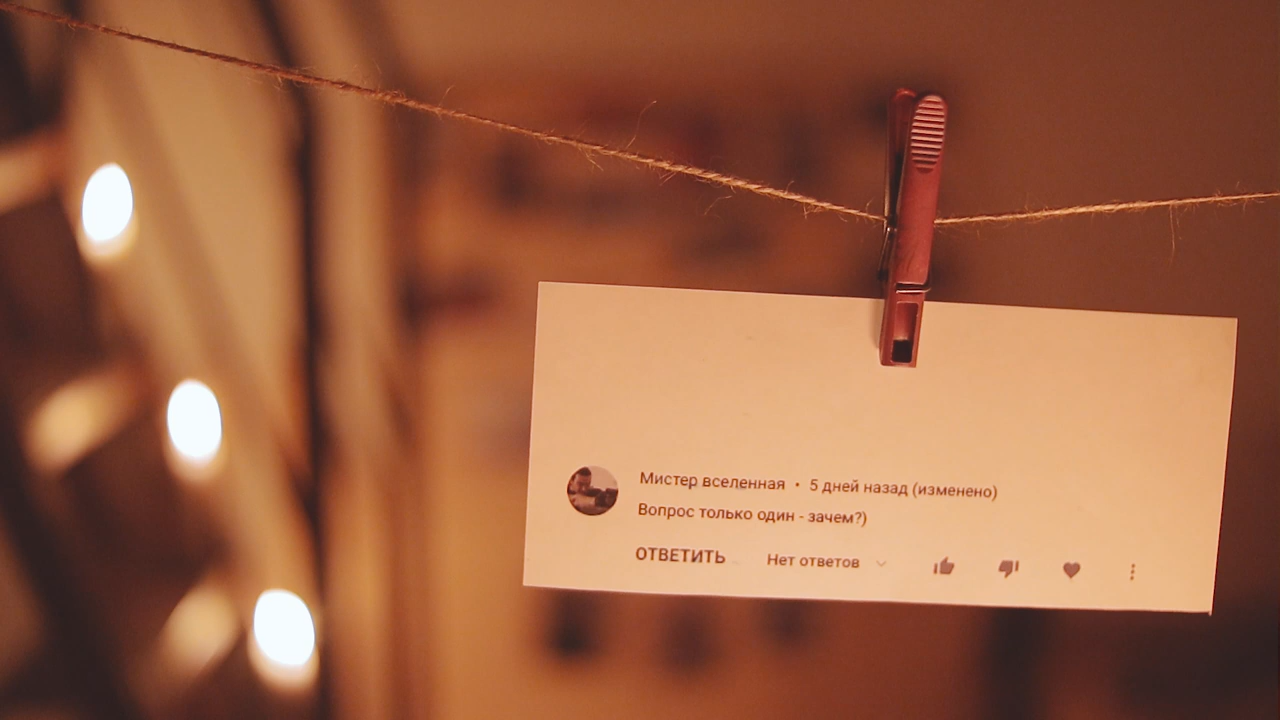 Мистер вселенная • 5 дней назад (изменено)
Вопрос только один - зачем?)
ОТВЕТИТЬ Нет ответов